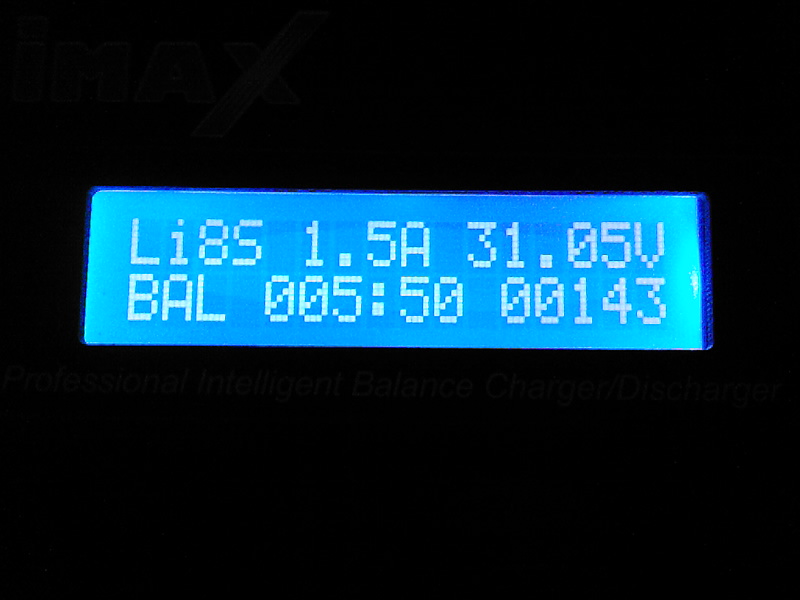 iMAX
Li8S 1.5A 31.05V
BAL 005:50 00143
Professional Intelligent Balance Charger/Discharger